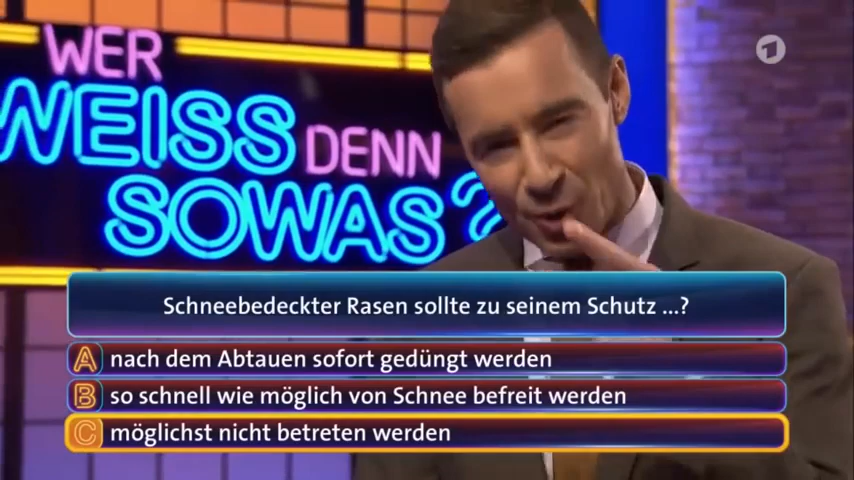 WER
WEISS DENN
SOWAS?
1
Schneebedeckter Rasen sollte zu seinem Schutz ...?
A nach dem Abtauen sofort gedüngt werden
B so schnell wie möglich von Schnee befreit werden
C möglichst nicht betreten werden